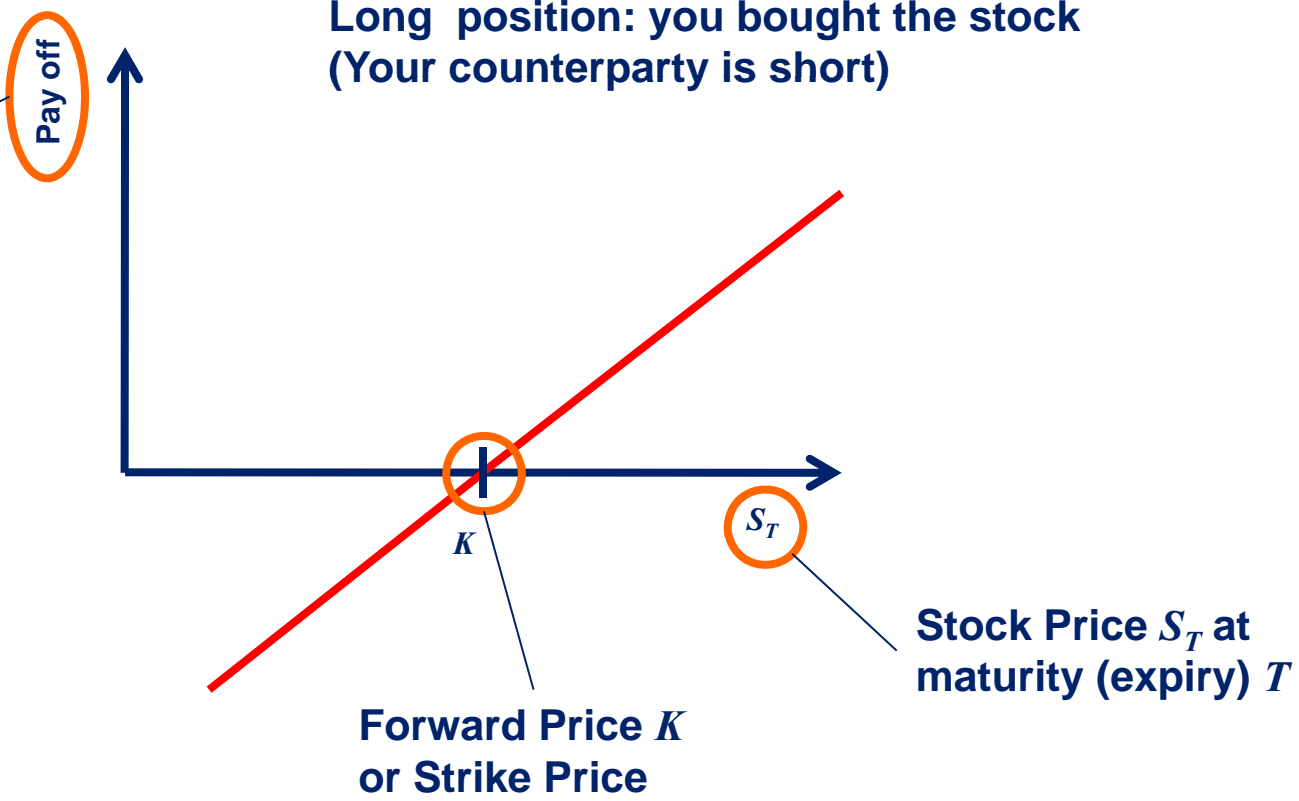 Long position: you bought the stock
(Your counterparty is short)
Pay off
K
S_T
Stock Price S_T at
maturity (expiry) T
Forward Price K
or Strike Price